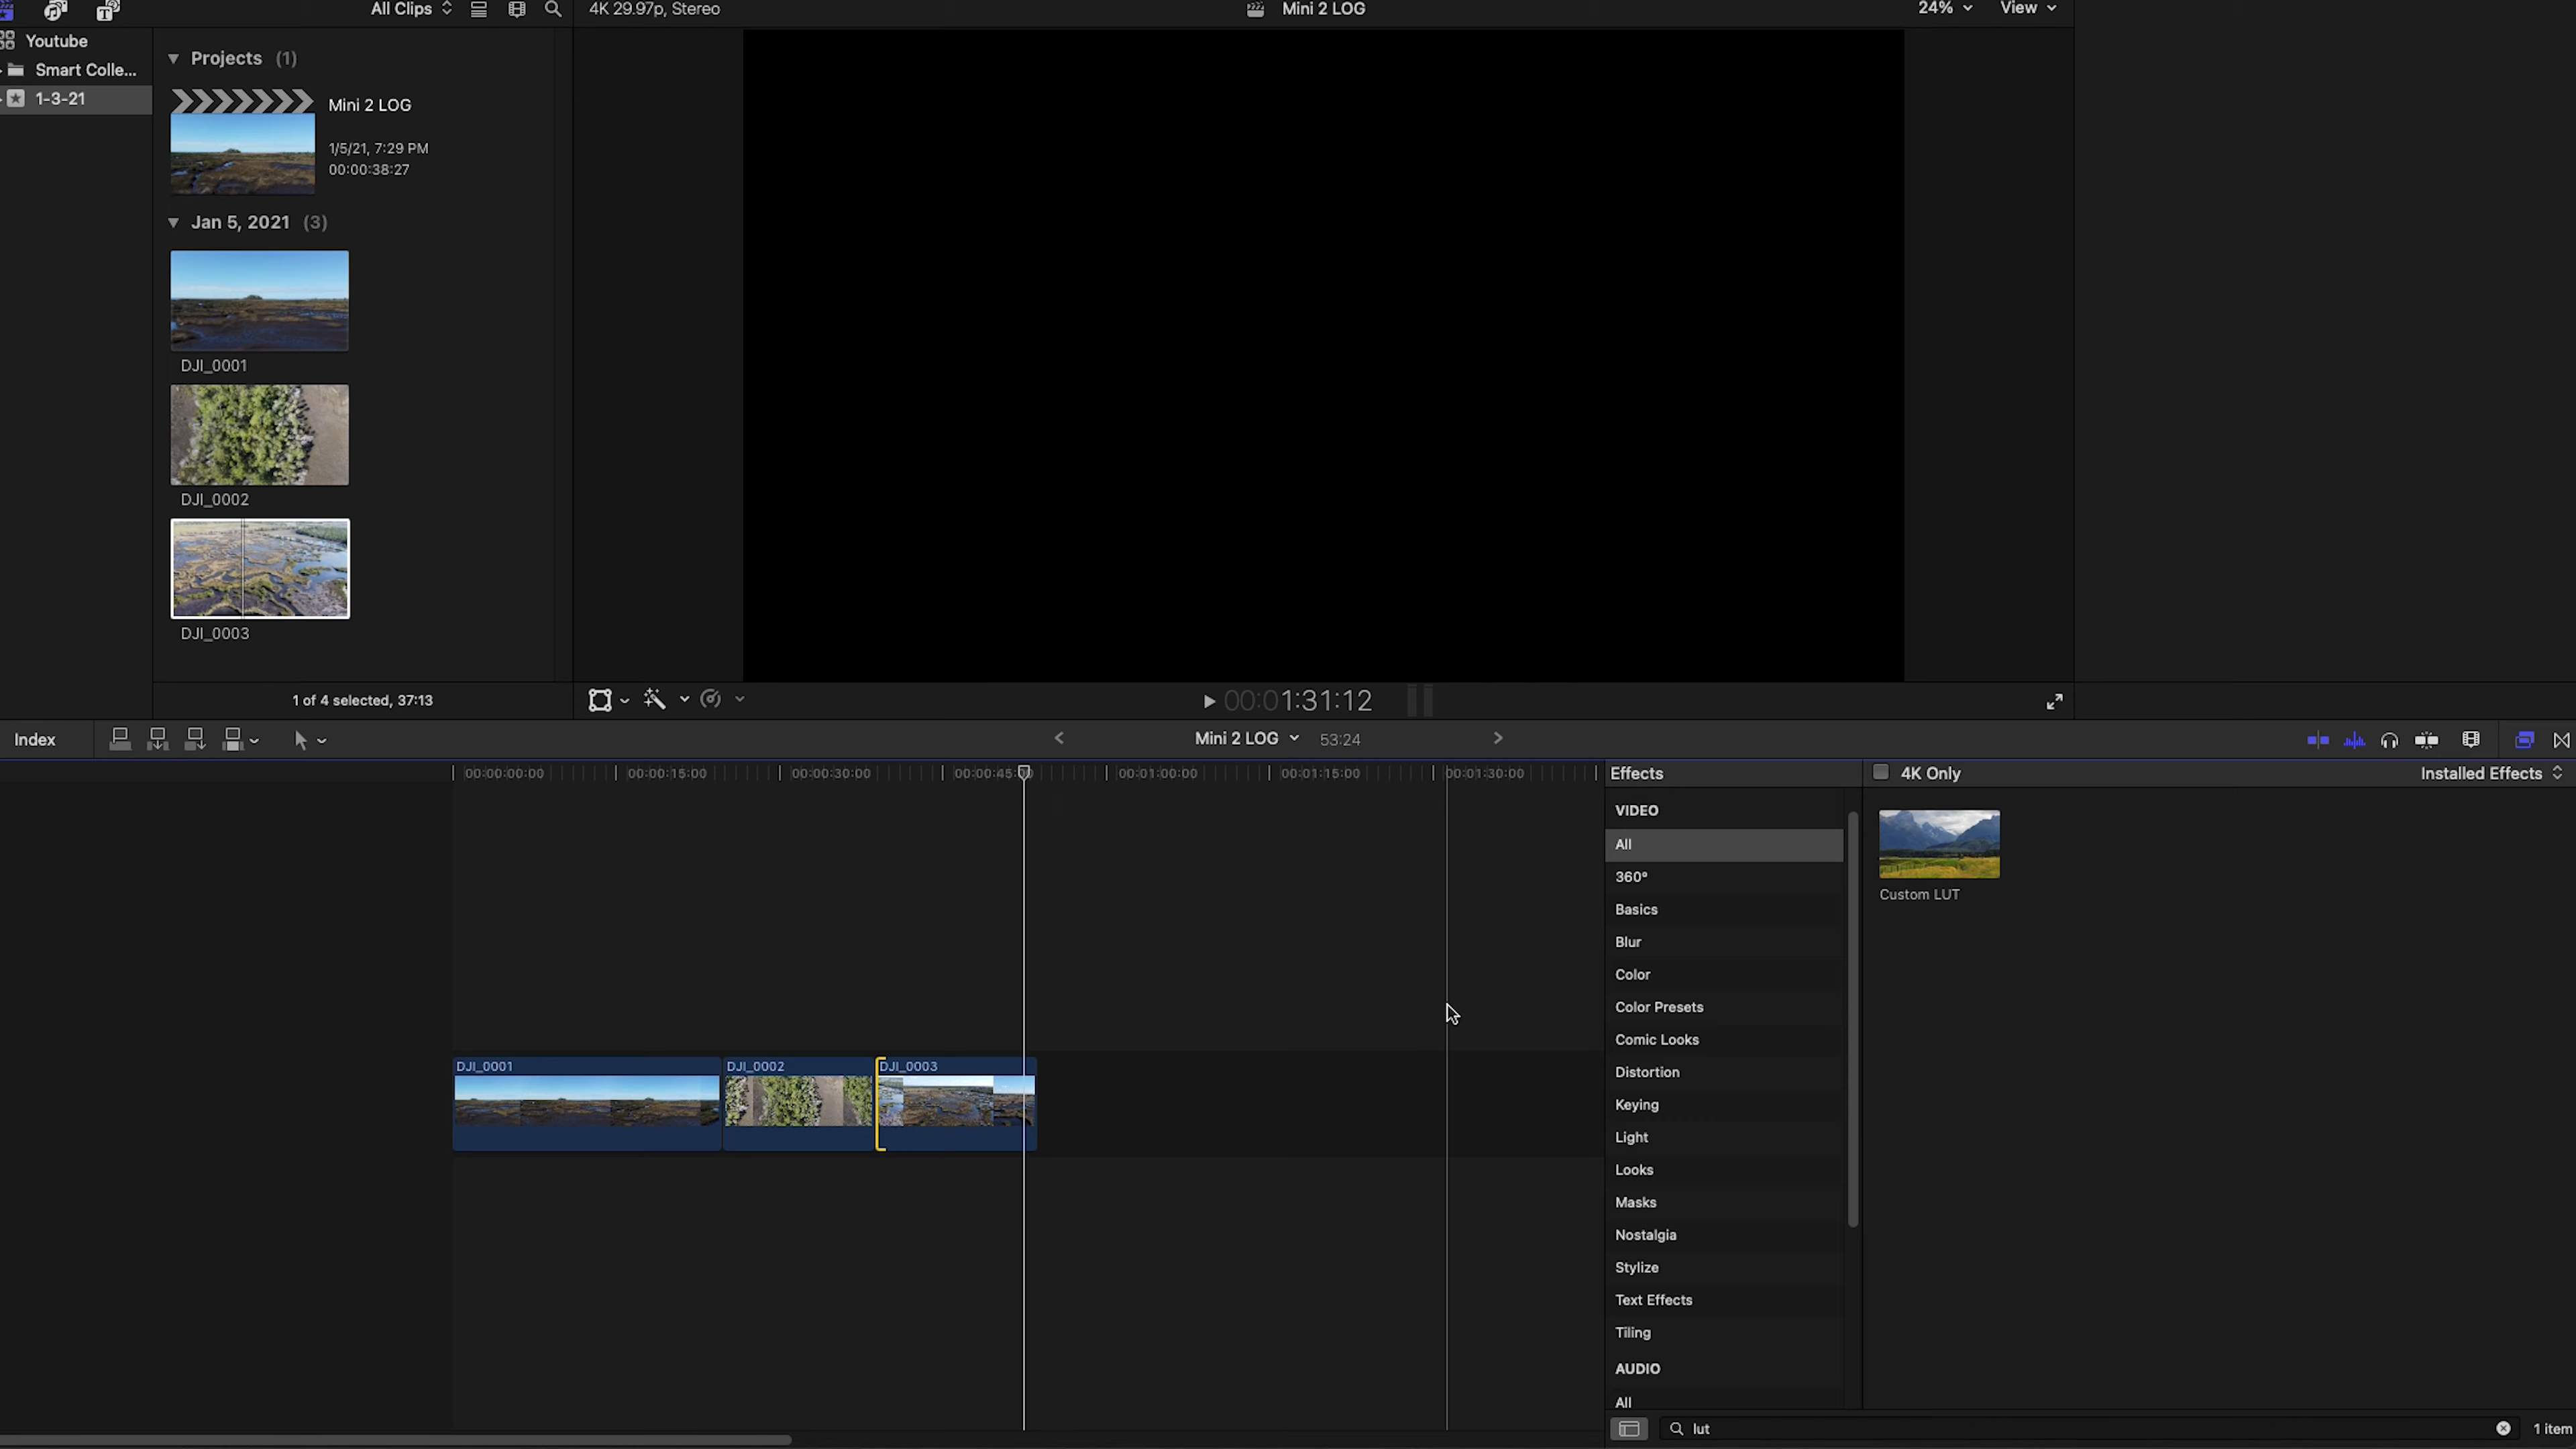 All Clips
4K 29.97p, Stereo
Mini 2 LOG
24%
View
Youtube
Smart Colle...
1-3-21
Projects (1)
Mini 2 LOG
1/5/21, 7:29 PM
00:00:38:27
Jan 5, 2021 (3)
DJI_0001
DJI_0002
DJI_0003
1 of 4 selected, 37:13
00:01:31:12
Index
Mini 2 LOG
53:24
00:00:00:00
00:00:15:00
00:00:30:00
00:00:45:00
00:01:00:00
00:01:15:00
00:01:30:00
DJI_0001
DJI_0002
DJI_0003
Effects
4K Only
Installed Effects
VIDEO
All
360°
Basics
Blur
Color
Color Presets
Comic Looks
Distortion
Keying
Light
Looks
Masks
Nostalgia
Stylize
Text Effects
Tiling
AUDIO
All
Custom LUT
lut
1 item